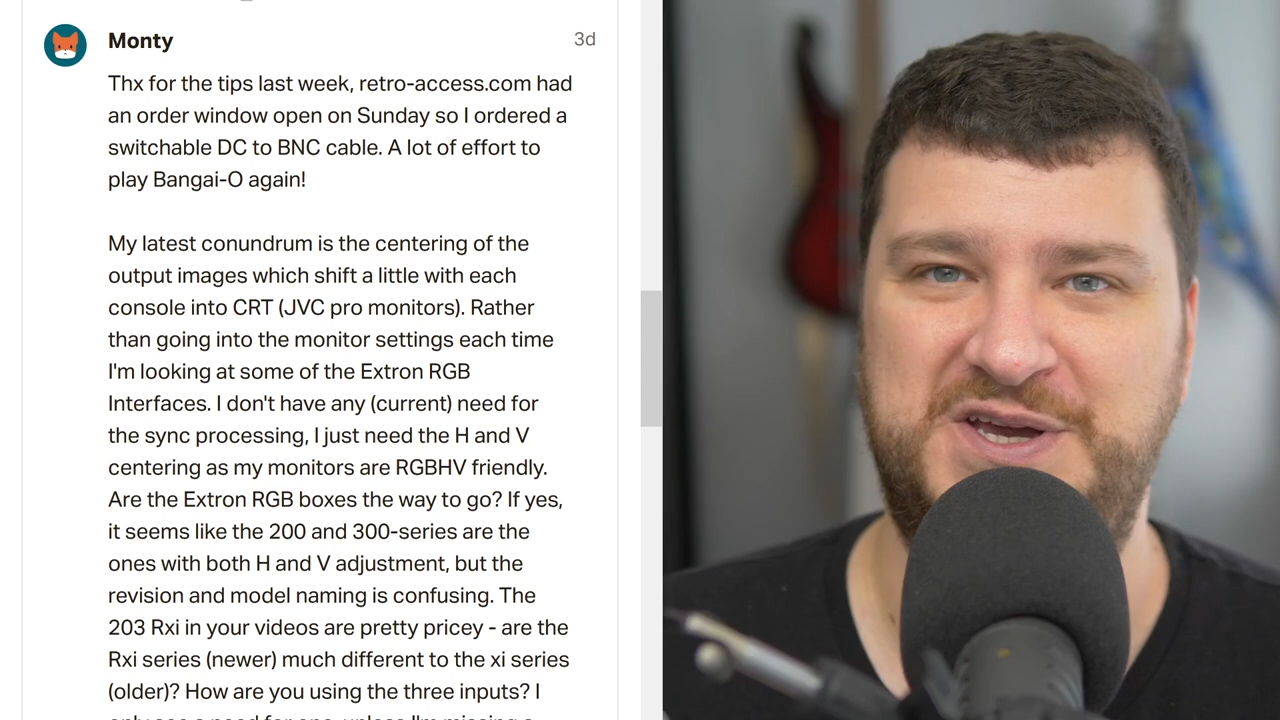 Monty
3d
Thx for the tips last week, retro-access.com had
an order window open on Sunday so I ordered a
switchable DC to BNC cable. A lot of effort to
play Bangai-O again!
My latest conundrum is the centering of the
output images which shift a little with each
console into CRT (JVC pro monitors). Rather
than going into the monitor settings each time
I'm looking at some of the Extron RGB
Interfaces. I don't have any (current) need for
the sync processing, I just need the H and V
centering as my monitors are RGBHV friendly.
Are the Extron RGB boxes the way to go? If yes,
it seems like the 200 and 300-series are the
ones with both H and V adjustment, but the
revision and model naming is confusing. The
203 Rxi in your videos are pretty pricey - are the
Rxi series (newer) much different to the xi series
(older)? How are you using the three inputs? I